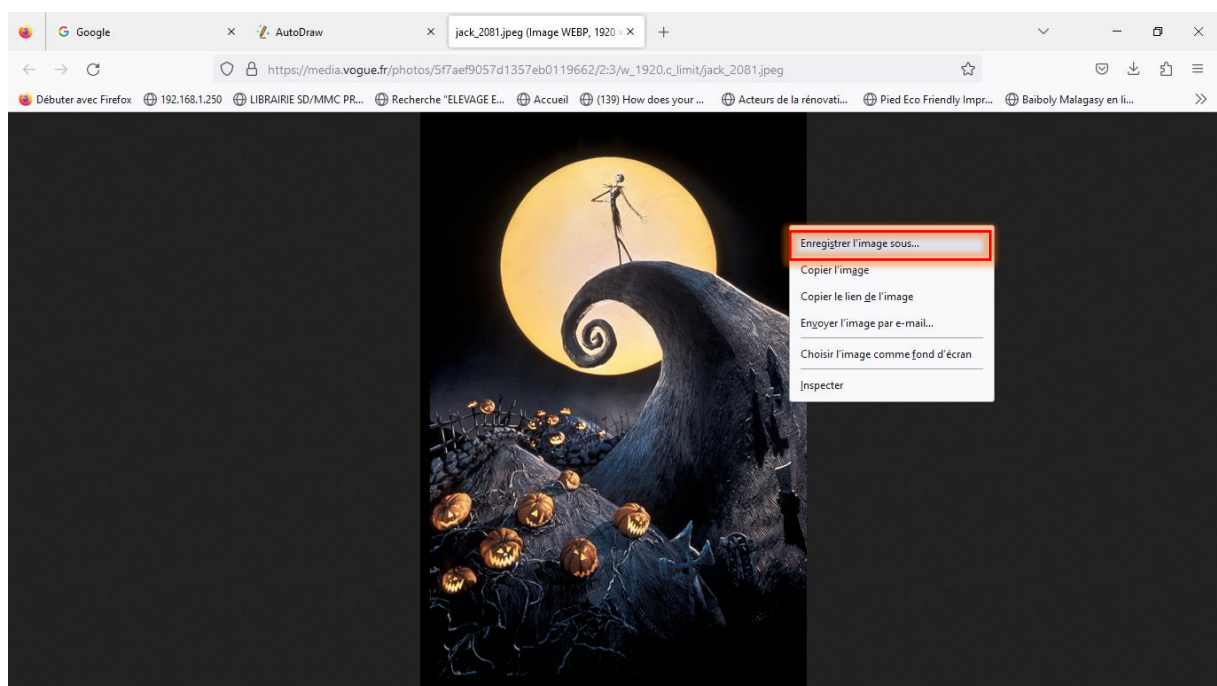 Google
AutoDraw
jack_2081.jpeg (Image WEBP, 1920 ×
https://media.vogue.fr/photos/5f7aef9057d1357eb0119662/2:3/w_1920,c_limit/jack_2081.jpeg
Débuter avec Firefox 192.168.1.250 LIBRAIRIE SD/MMC PR... Recherche "ELEVAGE E... Accueil (139) How does your ... Acteurs de la rénovati... Pied Eco Friendly Impr... Baiboly Malagasy en li...
Enregistrer l'image sous...
Copier l'image
Copier le lien de l'image
Envoyer l'image par e-mail...
Choisir l'image comme fond d'écran
Inspecter